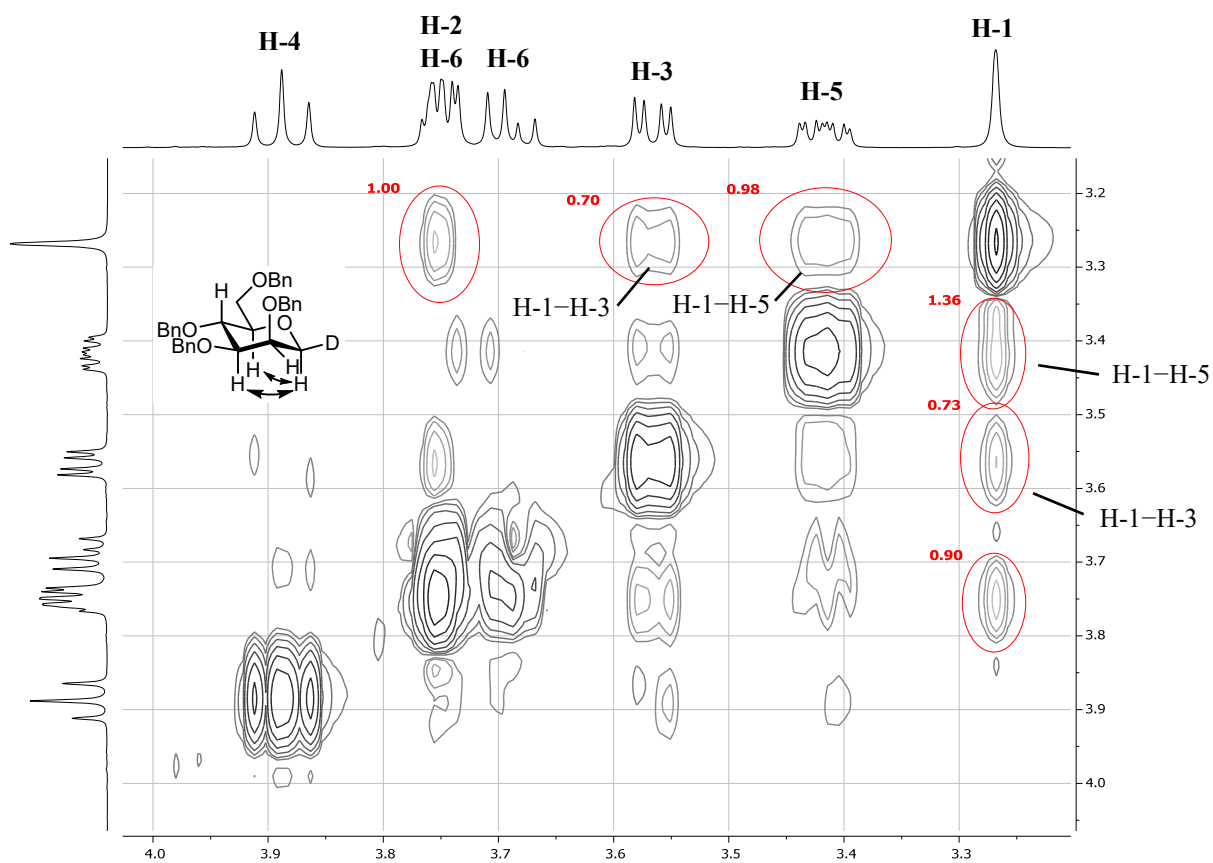 H-4
H-2
H-6
H-6
H-3
H-5
H-1
1.00
0.70
0.98
3.2
3.3
1.36
3.4
0.73
3.5
3.6
0.90
3.7
3.8
3.9
4.0
H-1−H-3
H-1−H-5
H-1−H-5
H-1−H-3
OBn
H
OBn
O
BnO
BnO
D
H
H
H
H
4.0
3.9
3.8
3.7
3.6
3.5
3.4
3.3